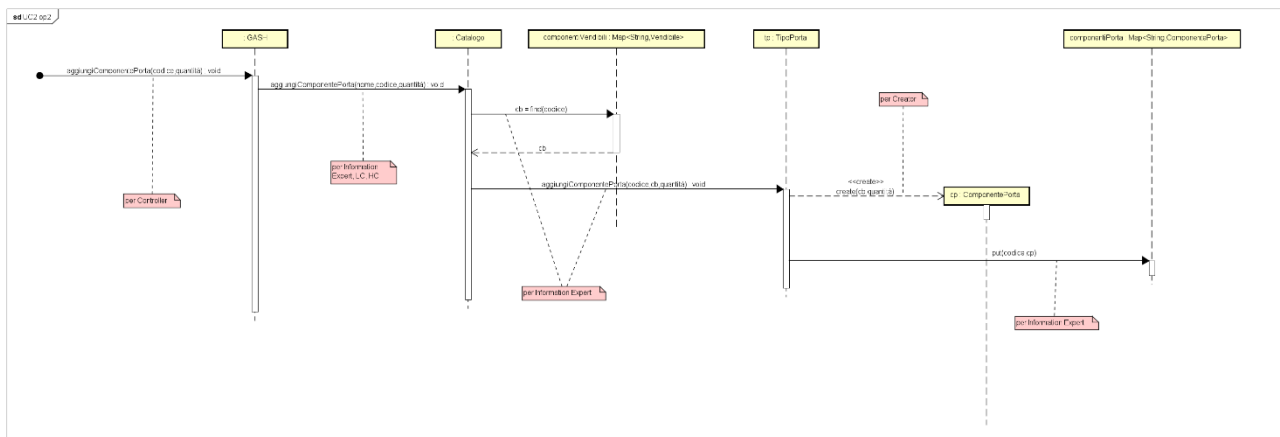 sd UC2 op2
: GASH
: Catalogo
componentiVendibili : Map<String,Vendibile>
tp : TipoPorta
componentiPorta : Map<String,ComponentePorta>
aggiungiComponentePorta(codice,quantità) : void
aggiungiComponentePorta(nome,codice,quantità) : void
per Creator
cb = find(codice)
cb
per Information
Expert, LC, HC
aggiungiComponentePorta(codice,cb,quantità) : void
<<create>>
create(cb,quantità)
cp : ComponentePorta
per Controller
put(codice,cp)
per Information Expert
per Information Expert